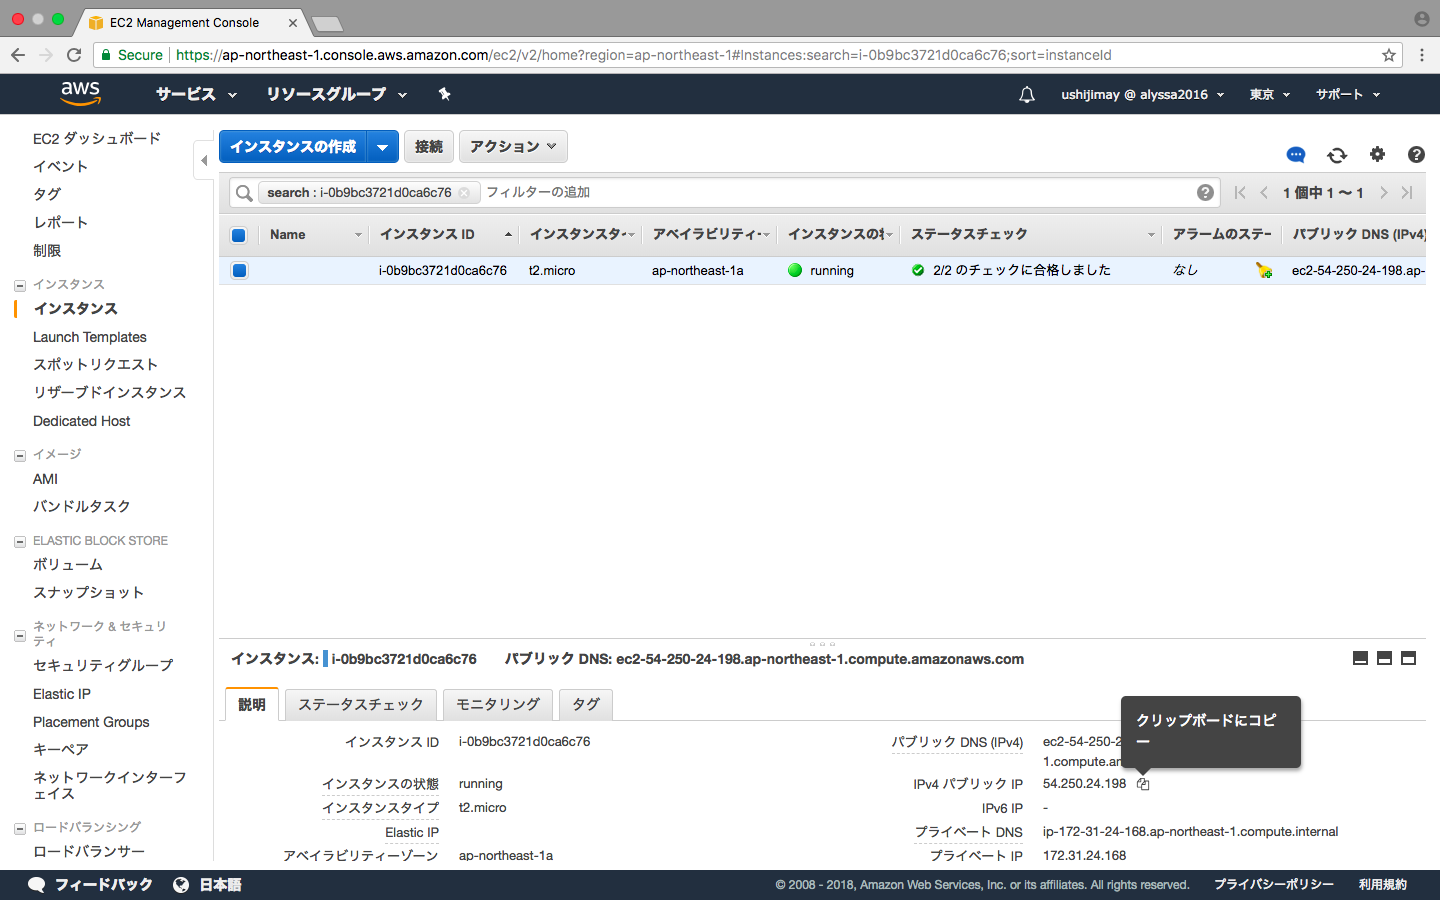 EC2 Management Console
Secure
https://ap-northeast-1.console.aws.amazon.com/ec2/v2/home?region=ap-northeast-1#Instances:search=i-0b9bc3721d0ca6c76;sort=instanceId
aws
サービス
リソースグループ
ushijimay @ alyssa2016
東京
サポート
EC2 ダッシュボード
イベント
タグ
レポート
制限
インスタンス
インスタンス
Launch Templates
スポットリクエスト
リザーブドインスタンス
Dedicated Host
イメージ
AMI
バンドルタスク
ELASTIC BLOCK STORE
ボリューム
スナップショット
ネットワーク & セキュリ
ティ
セキュリティグループ
Elastic IP
Placement Groups
キーペア
ネットワークインターフ
ェイス
ロードバランシング
ロードバランサー
インスタンスの作成
接続
アクション
search : i-0b9bc3721d0ca6c76
フィルターの追加
1 個中 1 〜 1
Name
インスタンス ID
インスタンスター
アベイラビリティー
インスタンスの
ステータスチェック
アラームのステー
パブリック DNS (IPv4)
i-0b9bc3721d0ca6c76
t2.micro
ap-northeast-1a
running
2/2 のチェックに合格しました
なし
ec2-54-250-24-198.ap-
インスタンス: i-0b9bc3721d0ca6c76
パブリック DNS: ec2-54-250-24-198.ap-northeast-1.compute.amazonaws.com
説明
ステータスチェック
モニタリング
タグ
クリップボードにコピ
ー
インスタンス ID
i-0b9bc3721d0ca6c76
インスタンスの状態
running
インスタンスタイプ
t2.micro
Elastic IP
アベイラビリティーゾーン
ap-northeast-1a
パブリック DNS (IPv4)
ec2-54-250-2
1.compute.am
IPv4 パブリック IP
54.250.24.198
IPv6 IP
-
プライベート DNS
ip-172-31-24-168.ap-northeast-1.compute.internal
プライベート IP
172.31.24.168
フィードバック
日本語
© 2008 - 2018, Amazon Web Services, Inc. or its affiliates. All rights reserved.
プライバシーポリシー
利用規約